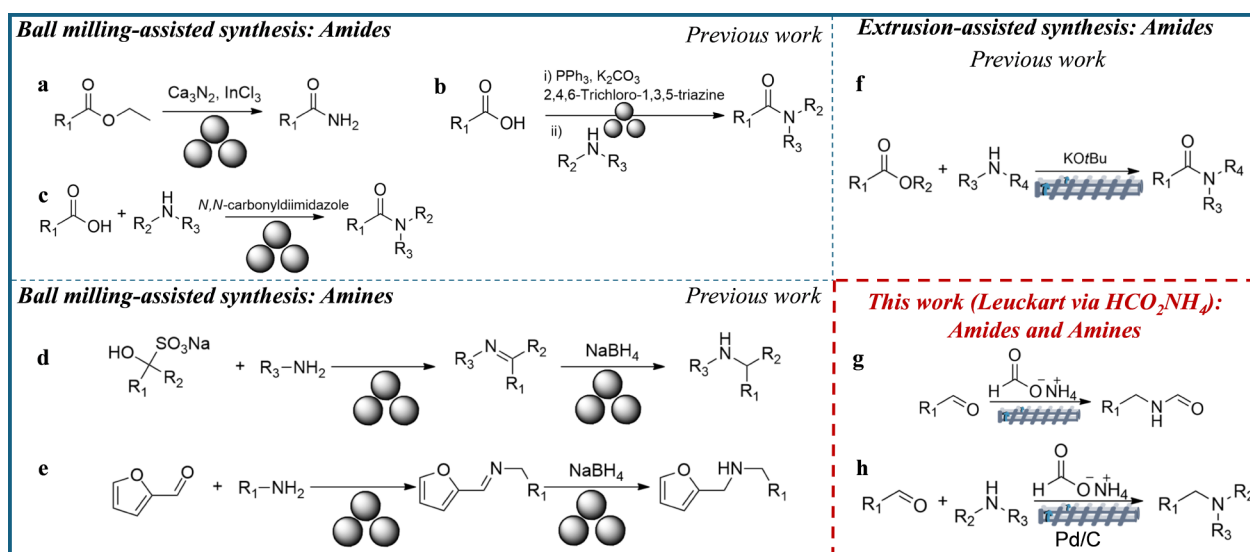 Ball milling-assisted synthesis: Amides
Previous work
a
O
R₁
O
Ca₃N₂, InCl₃
O
R₁
NH₂
b
O
R₁
OH
i) PPh₃, K₂CO₃
2,4,6-Trichloro-1,3,5-triazine
ii)
H
N
R₂
R₃
O
R₁
N
R₂
R₃
c
O
R₁
OH
+
H
N
R₂
R₃
N,N-carbonyldiimidazole
O
R₁
N
R₂
R₃
Extrusion-assisted synthesis: Amides
Previous work
f
O
R₁
OR₂
+
H
N
R₃
R₄
KOtBu
O
R₁
N
R₄
R₃
Ball milling-assisted synthesis: Amines
Previous work
d
HO
SO₃Na
R₁
R₂
+
R₃–NH₂
R₃
N
R₂
R₁
NaBH₄
R₃
H
N
R₂
R₁
e
O
O
+
R₁–NH₂
O
N
R₁
NaBH₄
O
HN
R₁
This work (Leuckart via HCO₂NH₄):
Amides and Amines
g
R₁
O
O
H
O⁻ NH₄⁺
R₁
N
H
O
h
R₁
O
+
H
N
R₂
R₃
O
H
O⁻ NH₄⁺
Pd/C
R₁
N
R₂
R₃